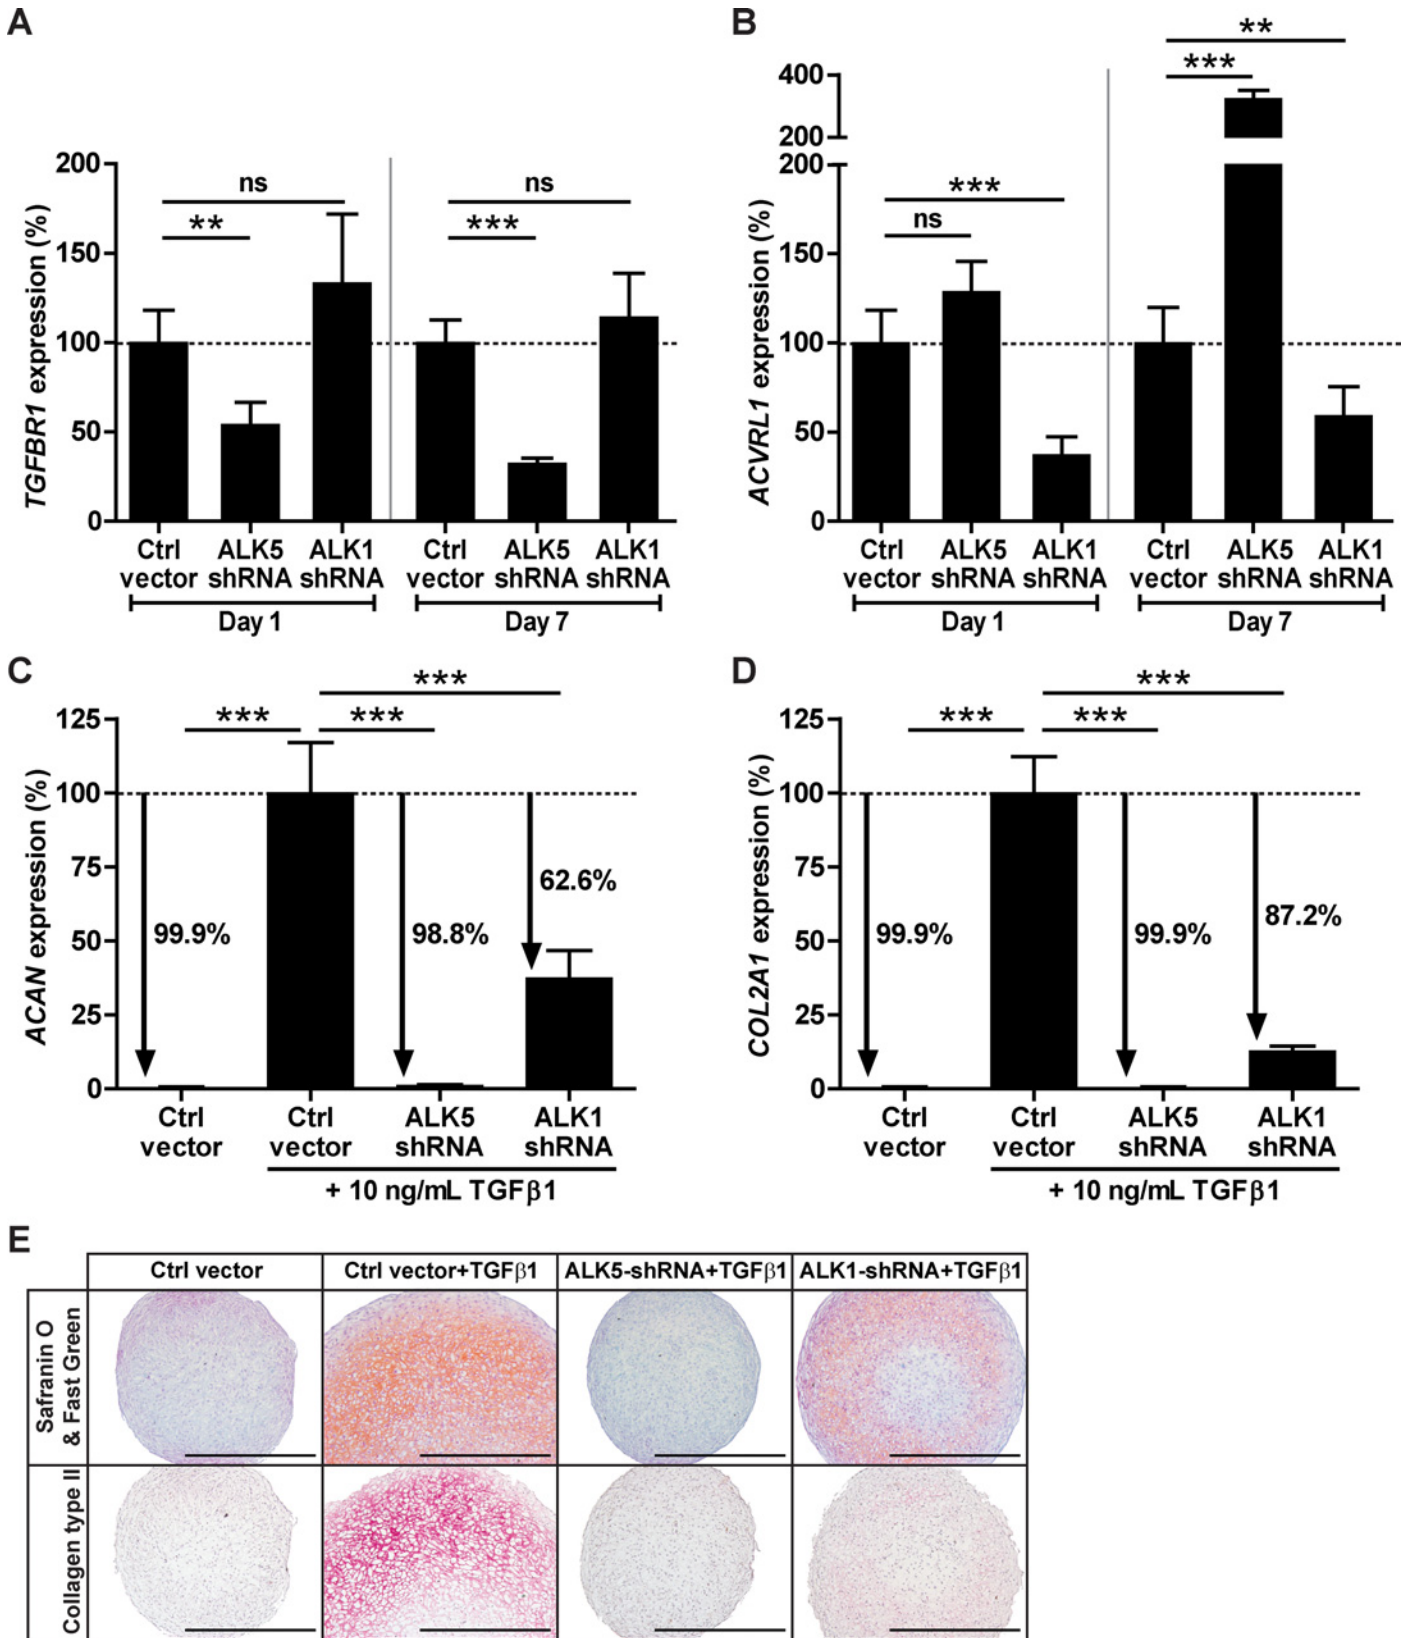 A
TGFBR1 expression (%)
200
150
100
50
0
ns
**
ns
***
Ctrl vector
ALK5 shRNA
ALK1 shRNA
Ctrl vector
ALK5 shRNA
ALK1 shRNA
Day 1
Day 7
B
ACVRL1 expression (%)
400
200
200
150
100
50
0
***
ns
**
***
Ctrl vector
ALK5 shRNA
ALK1 shRNA
Ctrl vector
ALK5 shRNA
ALK1 shRNA
Day 1
Day 7
C
ACAN expression (%)
125
100
75
50
25
0
***
***
***
99.9%
98.8%
62.6%
Ctrl vector
Ctrl vector
ALK5 shRNA
ALK1 shRNA
+ 10 ng/mL TGFβ1
D
COL2A1 expression (%)
125
100
75
50
25
0
***
***
***
99.9%
99.9%
87.2%
Ctrl vector
Ctrl vector
ALK5 shRNA
ALK1 shRNA
+ 10 ng/mL TGFβ1
E
Ctrl vector
Ctrl vector+TGFβ1
ALK5-shRNA+TGFβ1
ALK1-shRNA+TGFβ1
Safranin O
& Fast Green
Collagen type II